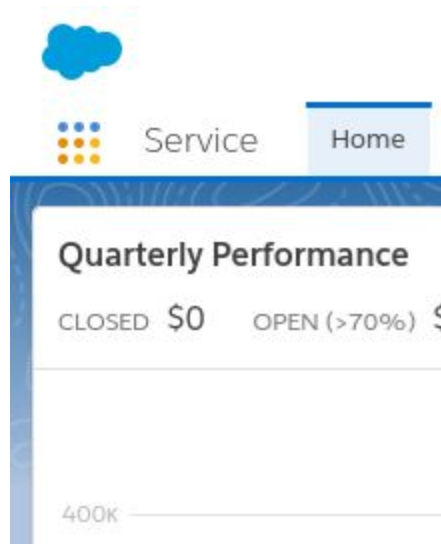 Service Home
Quarterly Performance
CLOSED $0 OPEN (>70%) $
400K